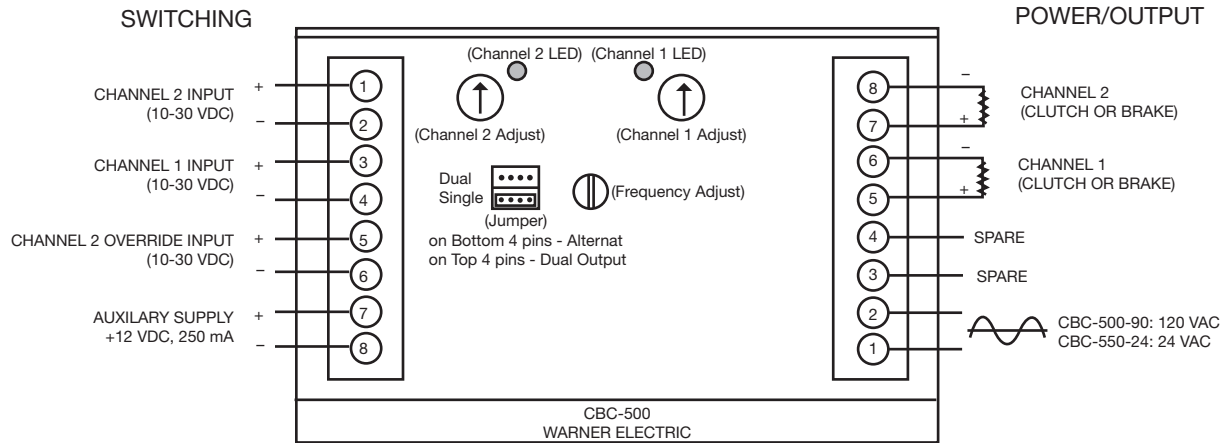 SWITCHING
POWER/OUTPUT
(Channel 2 LED) (Channel 1 LED)
(Channel 2 Adjust)
(Channel 1 Adjust)
CHANNEL 2 INPUT
(10-30 VDC)
+
−
1
2
CHANNEL 1 INPUT
(10-30 VDC)
+
−
3
4
CHANNEL 2 OVERRIDE INPUT
(10-30 VDC)
+
−
5
6
AUXILARY SUPPLY
+12 VDC, 250 mA
+
−
7
8
Dual
Single
(Jumper)
on Bottom 4 pins - Alternat
on Top 4 pins - Dual Output
(Frequency Adjust)
8
7
−
+
CHANNEL 2
(CLUTCH OR BRAKE)
6
5
−
+
CHANNEL 1
(CLUTCH OR BRAKE)
4
SPARE
3
SPARE
2
1
CBC-500-90: 120 VAC
CBC-550-24: 24 VAC
CBC-500
WARNER ELECTRIC